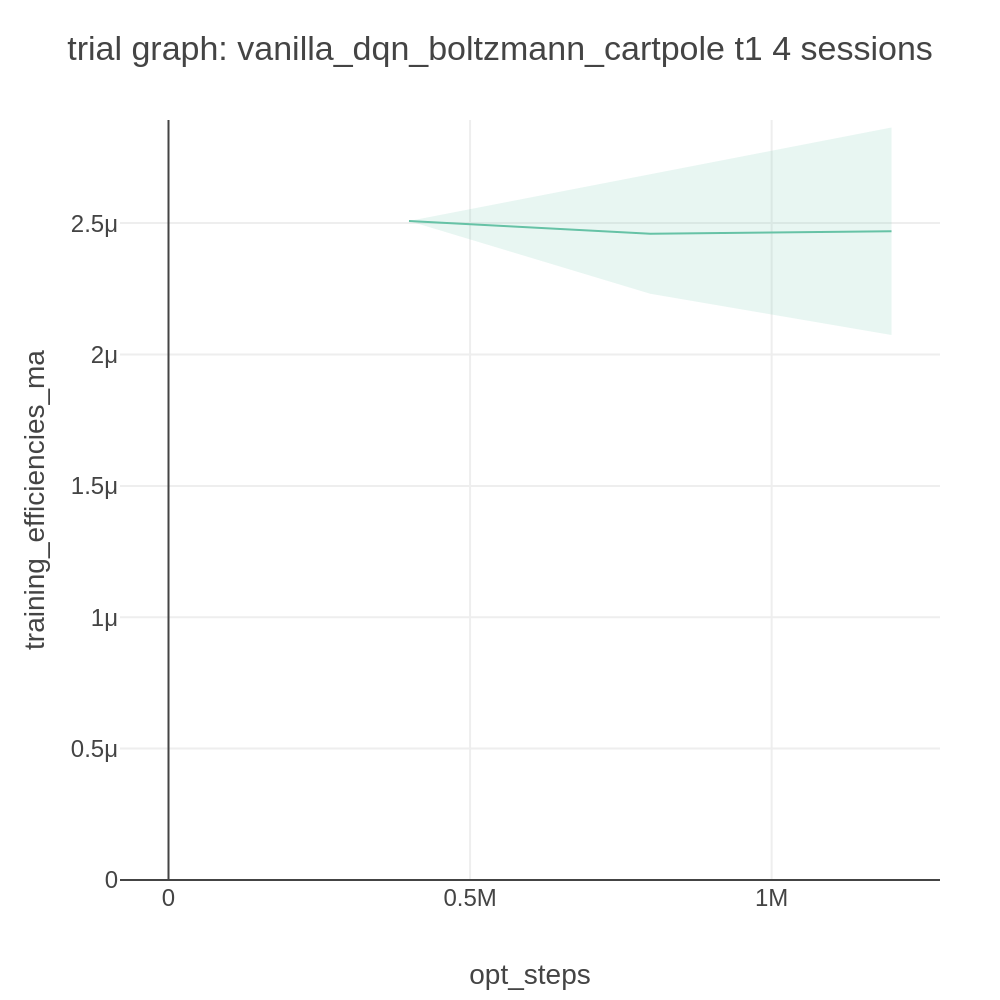 trial graph: vanilla_dqn_boltzmann_cartpole t1 4 sessions
training_efficiencies_ma
2.5μ
2μ
1.5μ
1μ
0.5μ
0
0
0.5M
1M
opt_steps